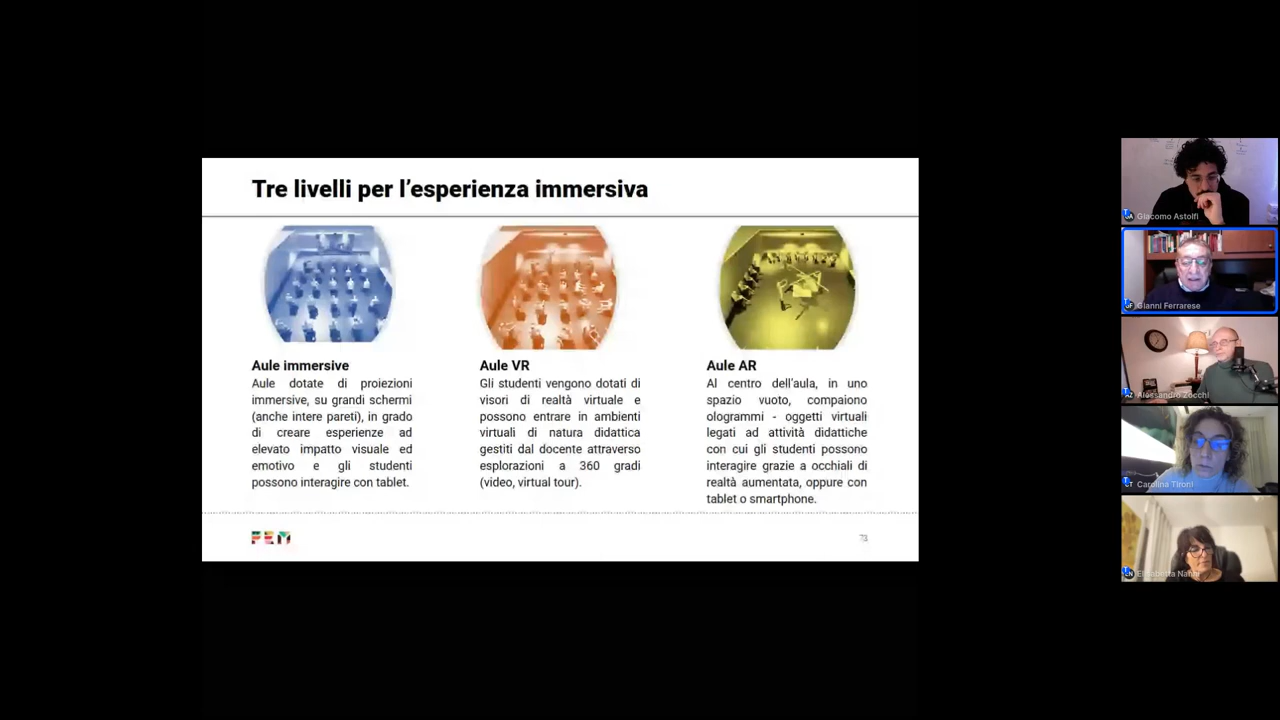 Tre livelli per l’esperienza immersiva
Aule immersive
Aule dotate di proiezioni
immersive, su grandi schermi
(anche intere pareti), in grado
di creare esperienze ad
elevato impatto visuale ed
emotivo e gli studenti
possono interagire con tablet.
Aule VR
Gli studenti vengono dotati di
visori di realtà virtuale e
possono entrare in ambienti
virtuali di natura didattica
gestiti dal docente attraverso
esplorazioni a 360 gradi
(video, virtual tour).
Aule AR
Al centro dell’aula, in uno
spazio vuoto, compaiono
ologrammi - oggetti virtuali
legati ad attività didattiche
con cui gli studenti possono
interagire grazie a occhiali di
realtà aumentata, oppure con
tablet o smartphone.
FEM
Giacomo Astolfi
Gianni Ferrarese
Alessandro Zocchi
Carolina Tironi
Elisabetta Nanni